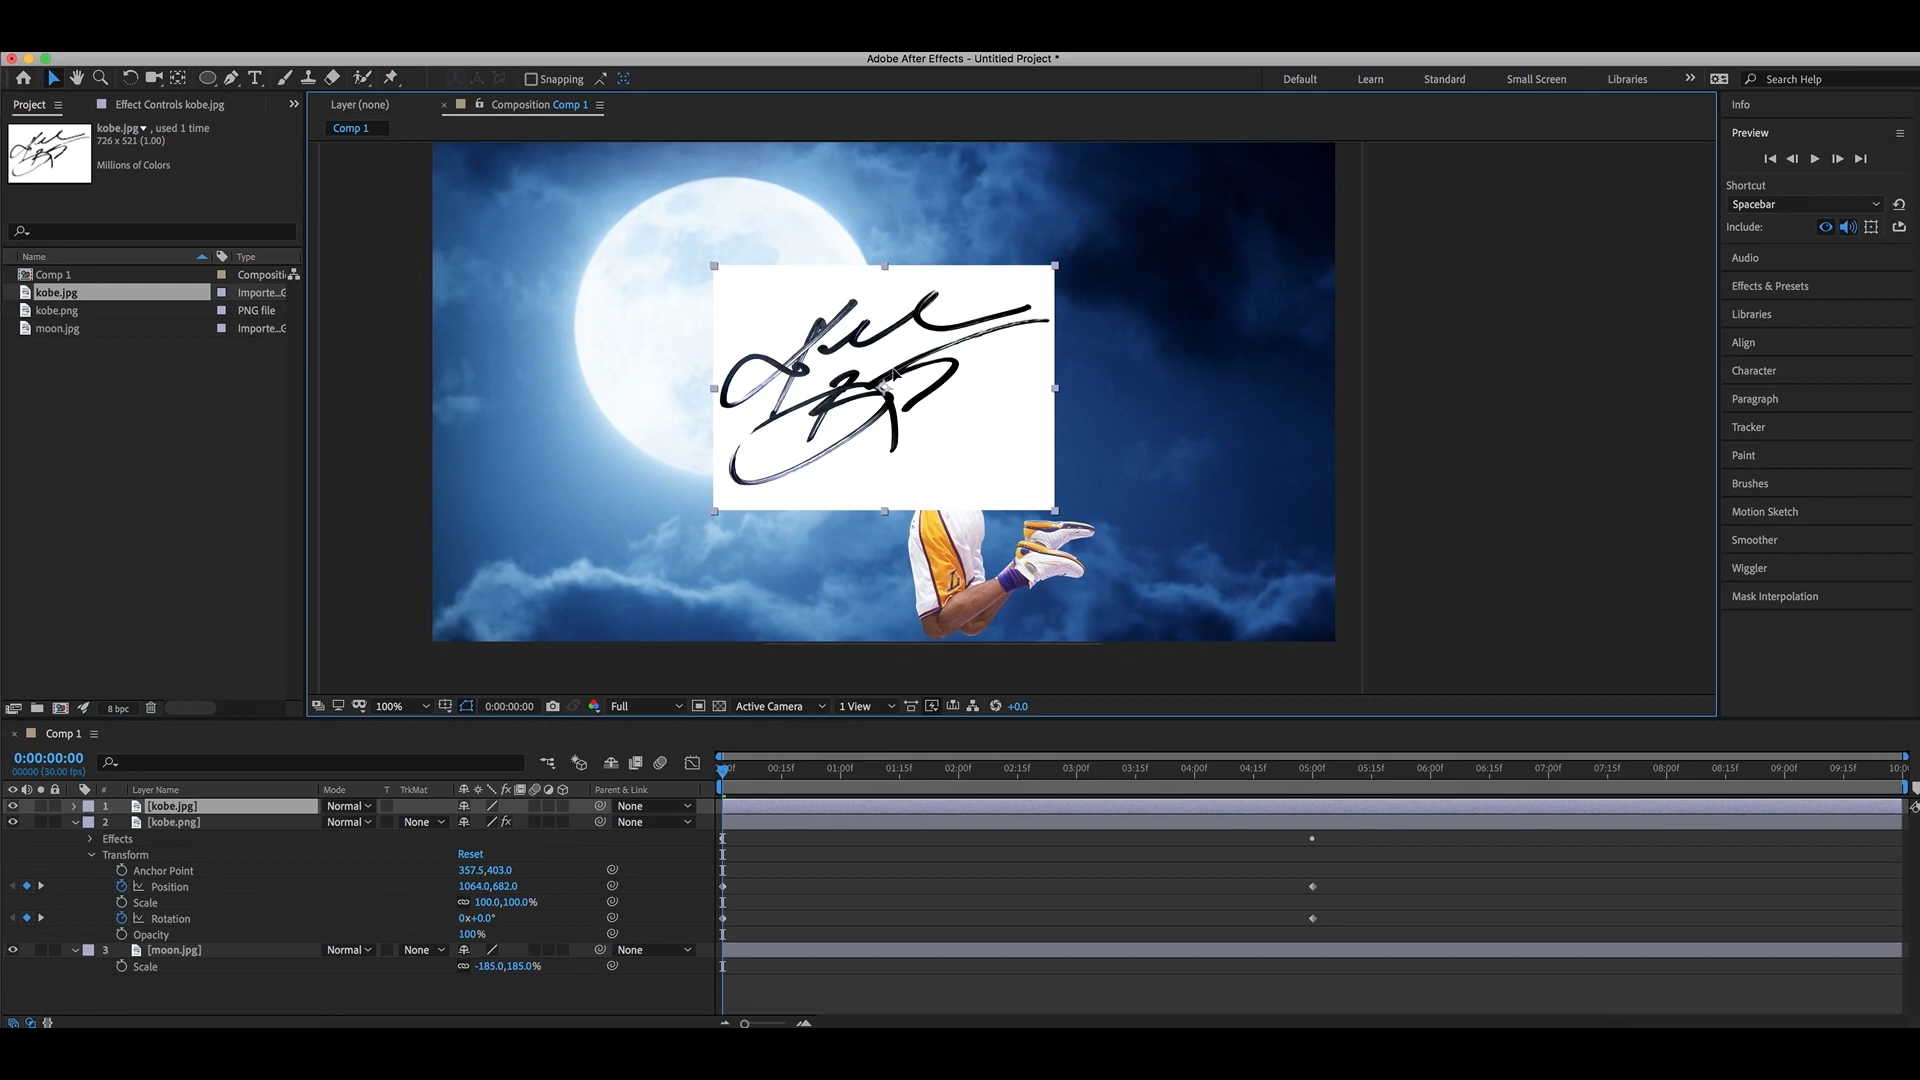 Adobe After Effects - Untitled Project *
Snapping
Default Learn Standard Small Screen Libraries Search Help
Project Effect Controls kobe.jpg
Layer (none) Composition Comp 1
Info
kobe.jpg , used 1 time
726 x 521 (1.00)
Millions of Colors
Comp 1
Preview
Shortcut
Spacebar
Include:
Name Type
Comp 1 Compositi
kobe.jpg Importe...G
kobe.png PNG file
moon.jpg Importe...G
Audio
Effects & Presets
Libraries
Align
Character
Paragraph
Tracker
Paint
Brushes
Motion Sketch
Smoother
Wiggler
Mask Interpolation
8 bpc
100% 0:00:00:00 Full Active Camera 1 View +0.0
Comp 1
0:00:00:00
00000 (30.00 fps)
00:15f 01:00f 01:15f 02:00f 02:15f 03:00f 03:15f 04:00f 04:15f 05:00f 05:15f 06:00f 06:15f 07:00f 07:15f 08:00f 08:15f 09:00f 09:15f 10:00
# Layer Name Mode T TrkMat fx Parent & Link
1 [kobe.jpg] Normal None
2 [kobe.png] Normal None fx None
Effects
Transform Reset
Anchor Point 357.5,403.0
Position 1064.0,682.0
Scale 100.0,100.0%
Rotation 0x+0.0°
Opacity 100%
3 [moon.jpg] Normal None None
Scale -185.0,185.0%